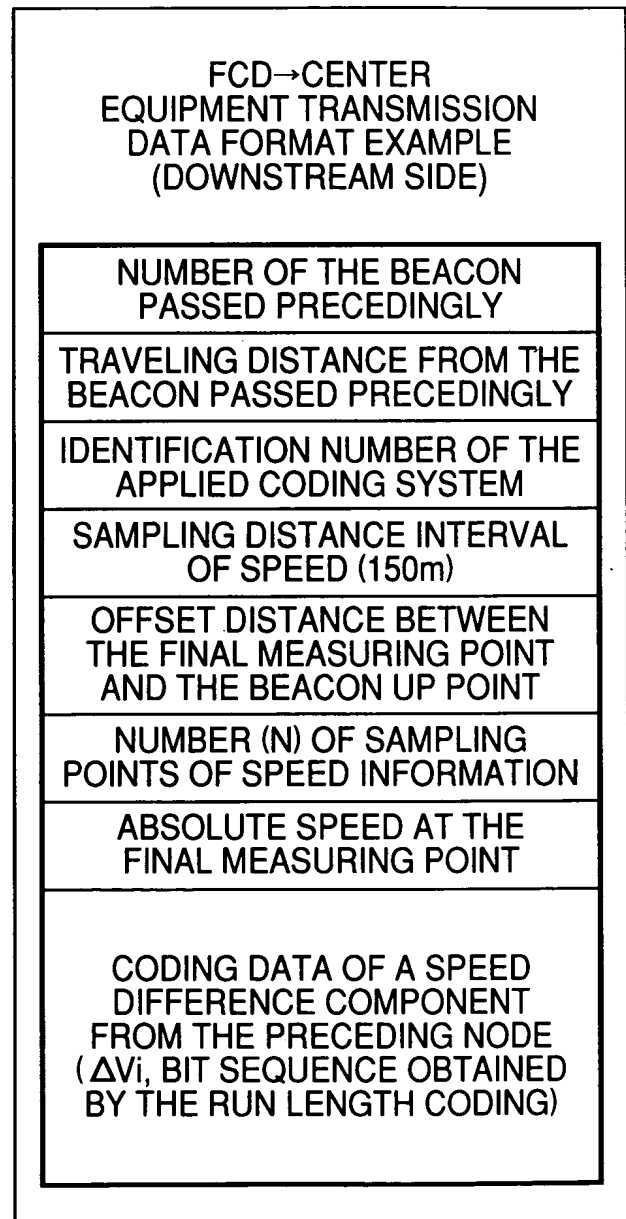 FCD→CENTER
EQUIPMENT TRANSMISSION
DATA FORMAT EXAMPLE
(DOWNSTREAM SIDE)
NUMBER OF THE BEACON
PASSED PRECEDINGLY
TRAVELING DISTANCE FROM THE
BEACON PASSED PRECEDINGLY
IDENTIFICATION NUMBER OF THE
APPLIED CODING SYSTEM
SAMPLING DISTANCE INTERVAL
OF SPEED (150m)
OFFSET DISTANCE BETWEEN
THE FINAL MEASURING POINT
AND THE BEACON UP POINT
NUMBER (N) OF SAMPLING
POINTS OF SPEED INFORMATION
ABSOLUTE SPEED AT THE
FINAL MEASURING POINT
CODING DATA OF A SPEED
DIFFERENCE COMPONENT
FROM THE PRECEDING NODE
(ΔVi, BIT SEQUENCE OBTAINED
BY THE RUN LENGTH CODING)